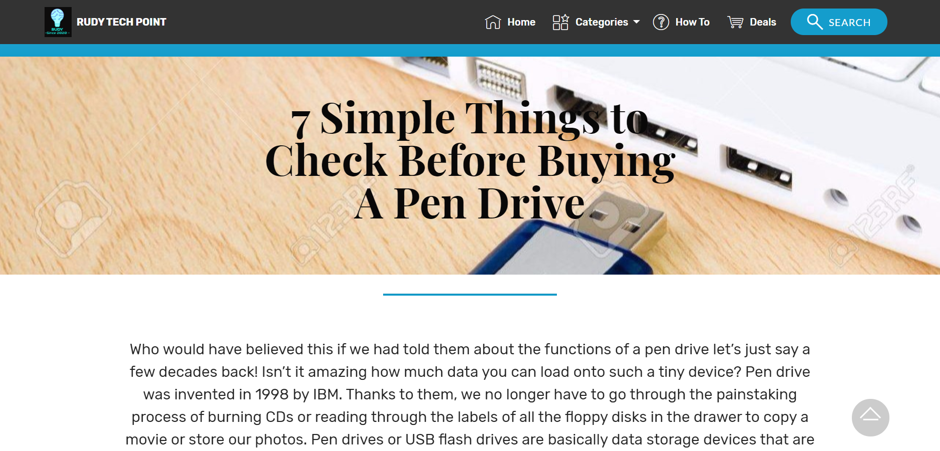 RUDY TECH POINT
Home
Categories
How To
Deals
SEARCH
7 Simple Things to
Check Before Buying
A Pen Drive
123RF
123RF
Who would have believed this if we had told them about the functions of a pen drive let's just say a
few decades back! Isn't it amazing how much data you can load onto such a tiny device? Pen drive
was invented in 1998 by IBM. Thanks to them, we no longer have to go through the painstaking
process of burning CDs or reading through the labels of all the floppy disks in the drawer to copy a
movie or store our photos. Pen drives or USB flash drives are basically data storage devices that are